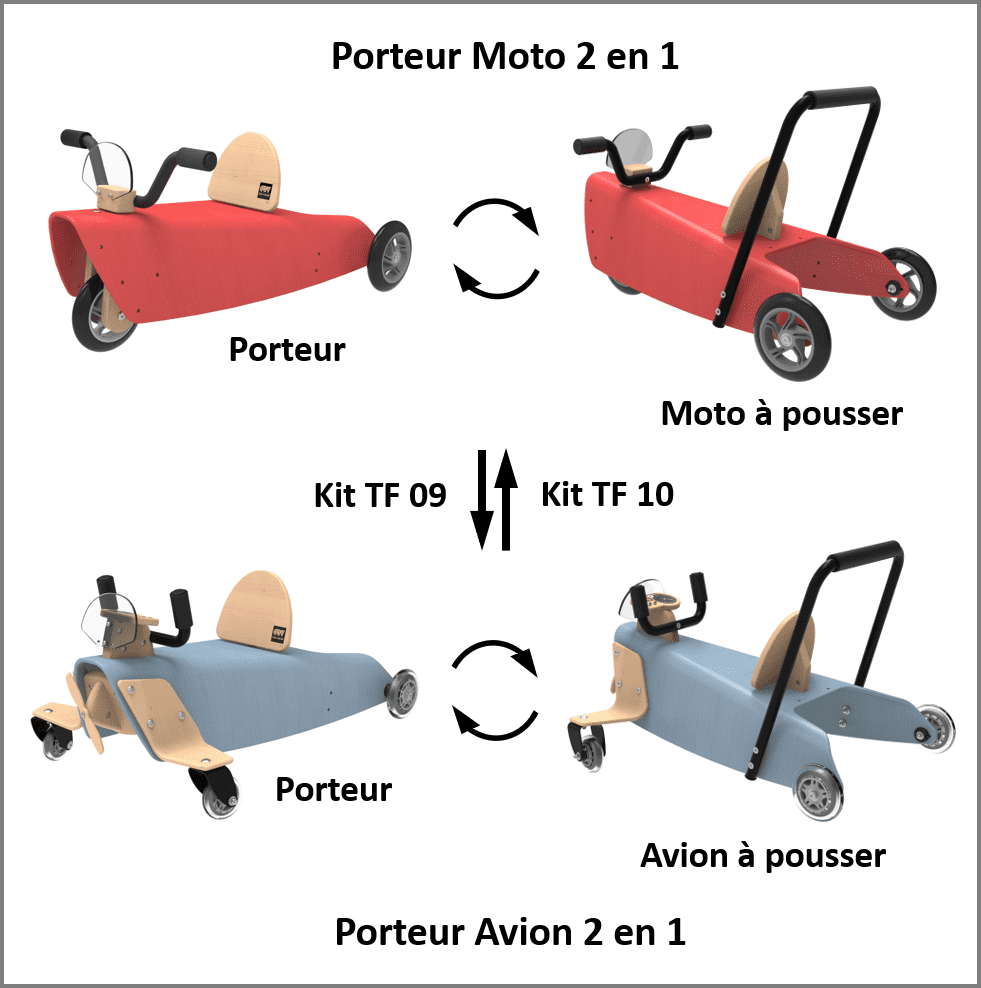 Porteur Moto 2 en 1
Porteur
Moto à pousser
Kit TF 09
Kit TF 10
Porteur
Avion à pousser
Porteur Avion 2 en 1